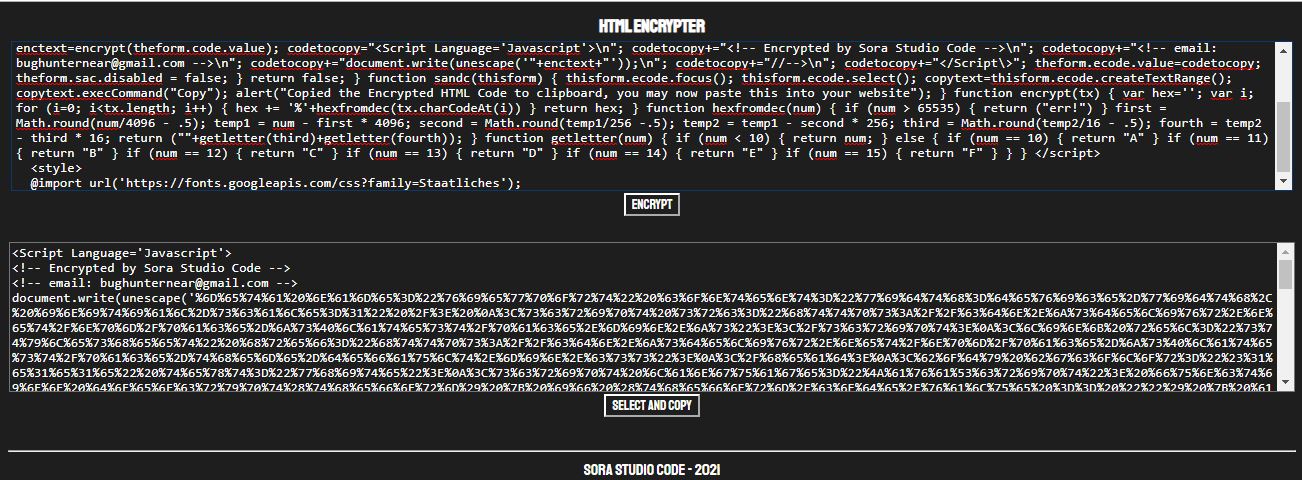 HTML ENCRYPTER
enctext=encrypt(theform.code.value); codetocopy="<Script Language='Javascript'>\n"; codetocopy+="<!-- Encrypted by Sora Studio Code -->\n"; codetocopy+="<!-- email:
bughunternear@gmail.com -->\n"; codetocopy+="document.write(unescape('"+enctext+"'));\n"; codetocopy+="//-->\n"; codetocopy+="</Script\>"; theform.ecode.value=codetocopy;
theform.sac.disabled = false; } return false; } function sandc(thisform) { thisform.ecode.focus(); thisform.ecode.select(); copytext=thisform.ecode.createTextRange();
copytext.execCommand("Copy"); alert("Copied the Encrypted HTML Code to clipboard, you may now paste this into your website"); } function encrypt(tx) { var hex=''; var i;
for (i=0; i<tx.length; i++) { hex += '%'+hexfromdec(tx.charCodeAt(i)) } return hex; } function hexfromdec(num) { if (num > 65535) { return ("err!") } first =
Math.round(num/4096 - .5); temp1 = num - first * 4096; second = Math.round(temp1/256 -.5); temp2 = temp1 - second * 256; third = Math.round(temp2/16 - .5); fourth = temp2
- third * 16; return (""+getletter(third)+getletter(fourth)); } function getletter(num) { if (num < 10) { return num; } else { if (num == 10) { return "A" } if (num == 11)
{ return "B" } if (num == 12) { return "C" } if (num == 13) { return "D" } if (num == 14) { return "E" } if (num == 15) { return "F" } } } </script>
<style>
@import url('https://fonts.googleapis.com/css?family=Staatliches');
ENCRYPT
<Script Language='Javascript'>
<!-- Encrypted by Sora Studio Code -->
<!-- email: bughunternear@gmail.com -->
document.write(unescape('%6D%65%74%61%20%6E%61%6D%65%3D%22%76%69%65%77%70%6F%72%74%22%20%63%6F%6E%74%65%6E%74%3D%22%77%69%64%74%68%3D%64%65%76%69%63%65%2D%77%69%64%74%68%2C
%20%69%6E%69%74%69%61%6C%2D%73%63%61%6C%65%3D%31%22%20%2F%3E%20%0A%3C%73%63%72%69%70%74%20%73%72%63%3D%22%68%74%74%70%73%3A%2F%2F%63%64%6E%2E%6A%73%64%65%6C%69%76%72%2E%6E%
65%74%2F%6E%70%6D%2F%70%61%63%65%2D%6A%73%40%6C%61%74%65%73%74%2F%70%61%63%65%2E%6D%69%6E%2E%6A%73%22%3E%3C%2F%73%63%72%69%70%74%3E%0A%3C%6C%69%6E%6B%20%72%65%6C%3D%22%73%7
4%79%6C%65%73%68%65%65%74%22%20%68%72%65%66%3D%22%68%74%74%70%73%3A%2F%2F%63%64%6E%2E%6A%73%64%65%6C%69%76%72%2E%6E%65%74%2F%6E%70%6D%2F%70%61%63%65%2D%6A%73%40%6C%61%74%65
%73%74%2F%70%61%63%65%2D%74%68%65%6D%65%2D%64%65%66%61%75%6C%74%2E%6D%69%6E%2E%63%73%73%22%3E%0A%3C%2F%68%65%61%64%3E%0A%3C%62%6F%64%79%20%62%67%63%6F%6C%6F%72%3D%22%23%31%
65%31%65%31%65%22%20%74%65%78%74%3D%22%77%68%69%74%65%22%3E%0A%3C%73%63%72%69%70%74%20%6C%61%6E%67%75%61%67%65%3D%22%4A%61%76%61%53%63%72%69%70%74%22%3E%20%66%75%6E%63%74%6
9%6F%6E%20%64%6E%65%6E%63%72%79%70%74%28%74%68%65%66%6F%72%6D%29%20%7B%20%69%66%20%28%74%68%65%66%6F%72%6D%2E%63%6F%64%65%2E%76%61%6C%75%65%20%3D%3D%20%22%22%29%20%7B%20%61
SELECT AND COPY
SORA STUDIO CODE - 2021